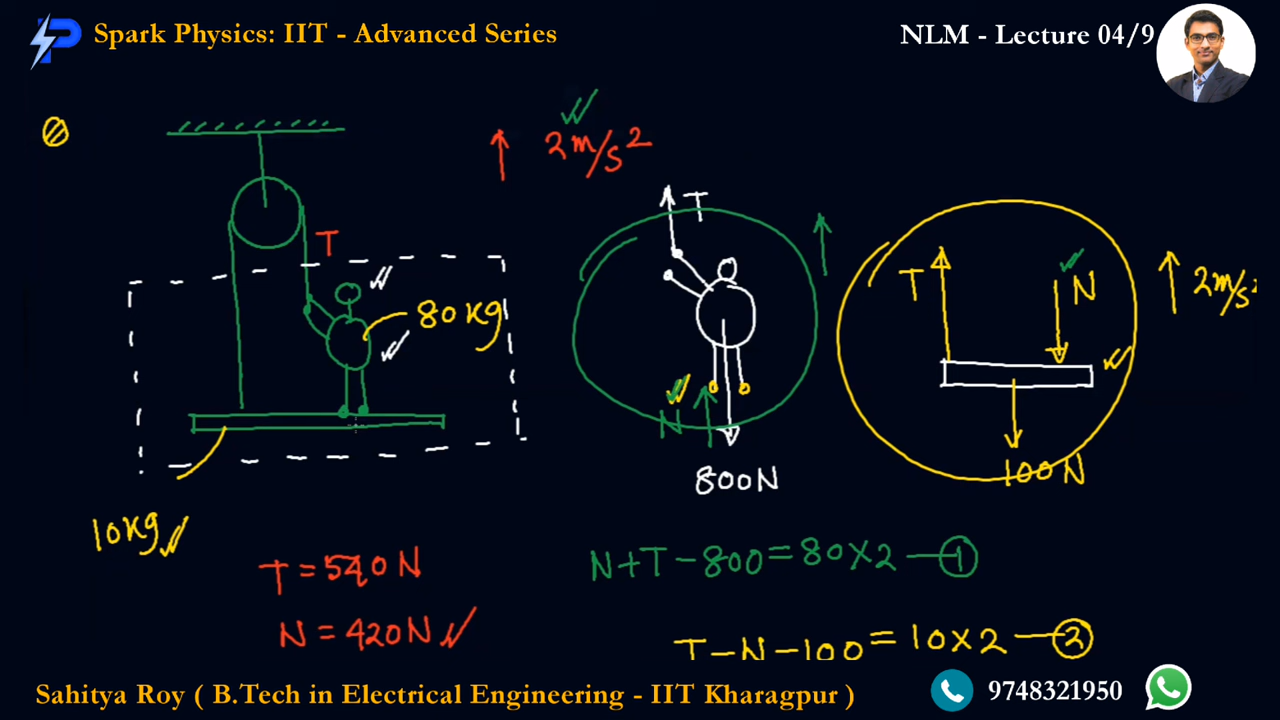 Spark Physics: IIT - Advanced Series
NLM - Lecture 04/9
2m/s²
T
T
80kg
N
800N
T
N
2m/s²
100N
10kg
T = 540N
N = 420N
N+T-800=80×2 — ①
T-N-100=10×2 — ②
Sahitya Roy ( B.Tech in Electrical Engineering - IIT Kharagpur )
9748321950